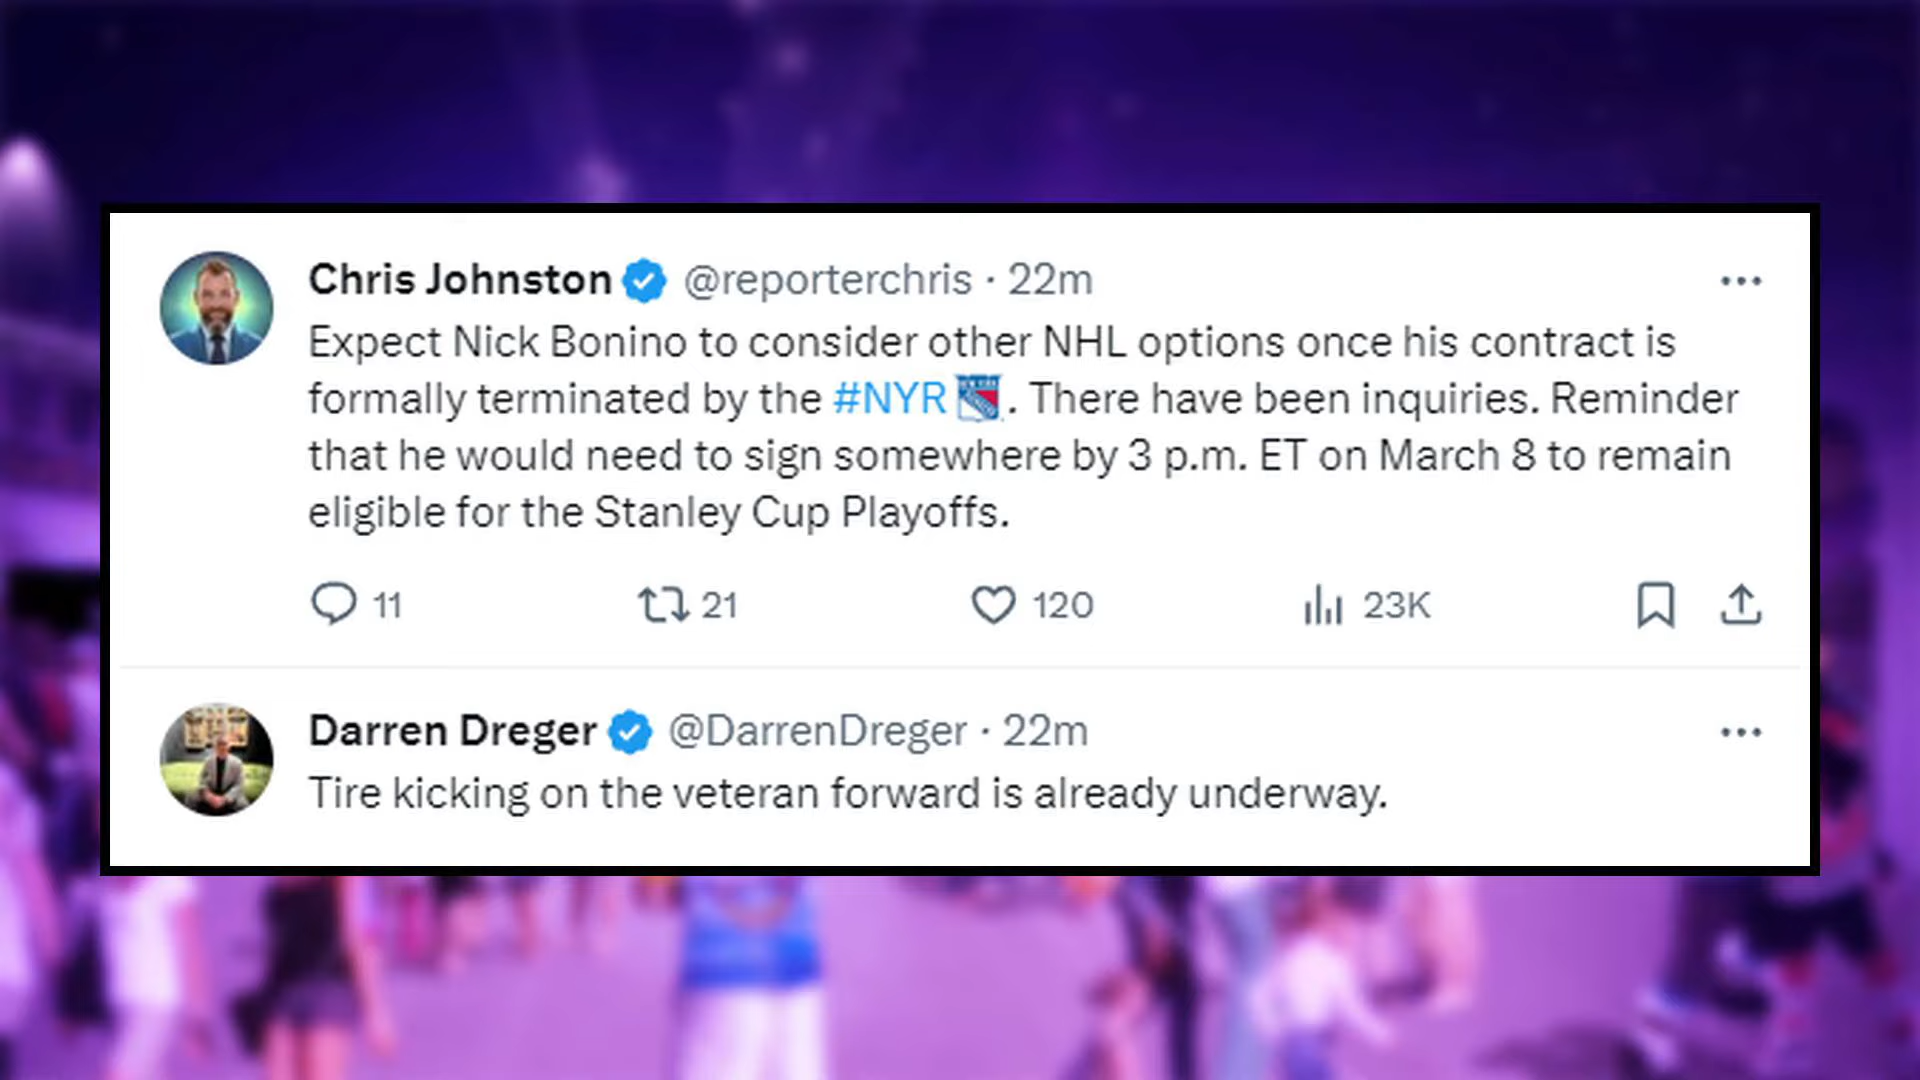 Chris Johnston @reporterchris · 22m
Expect Nick Bonino to consider other NHL options once his contract is
formally terminated by the #NYR. There have been inquiries. Reminder
that he would need to sign somewhere by 3 p.m. ET on March 8 to remain
eligible for the Stanley Cup Playoffs.
11 21 120 23K
Darren Dreger @DarrenDreger · 22m
Tire kicking on the veteran forward is already underway.